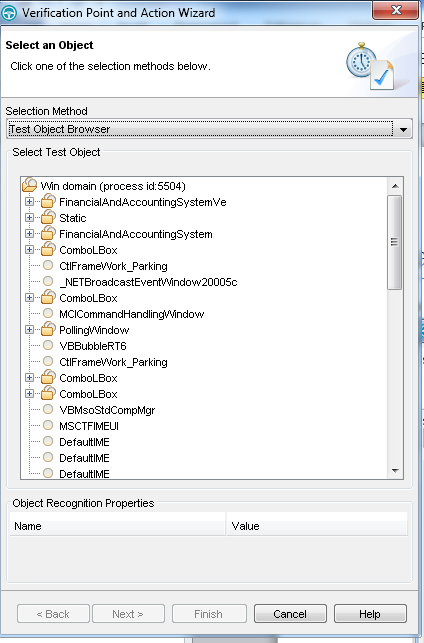 Verification Point and Action Wizard
Select an Object
Click one of the selection methods below.
Selection Method
Test Object Browser
Select Test Object
Win domain (process id:5504)
FinancialAndAccountingSystemVe
Static
FinancialAndAccountingSystem
ComboLBox
CtlFrameWork_Parking
_NETBroadcastEventWindow20005c
ComboLBox
MCICommandHandlingWindow
PollingWindow
VBBubbleRT6
CtlFrameWork_Parking
ComboLBox
ComboLBox
VBMsoStdCompMgr
MSCTFIMEUI
DefaultIME
DefaultIME
DefaultIME
Object Recognition Properties
Name Value
< Back Next > Finish Cancel Help